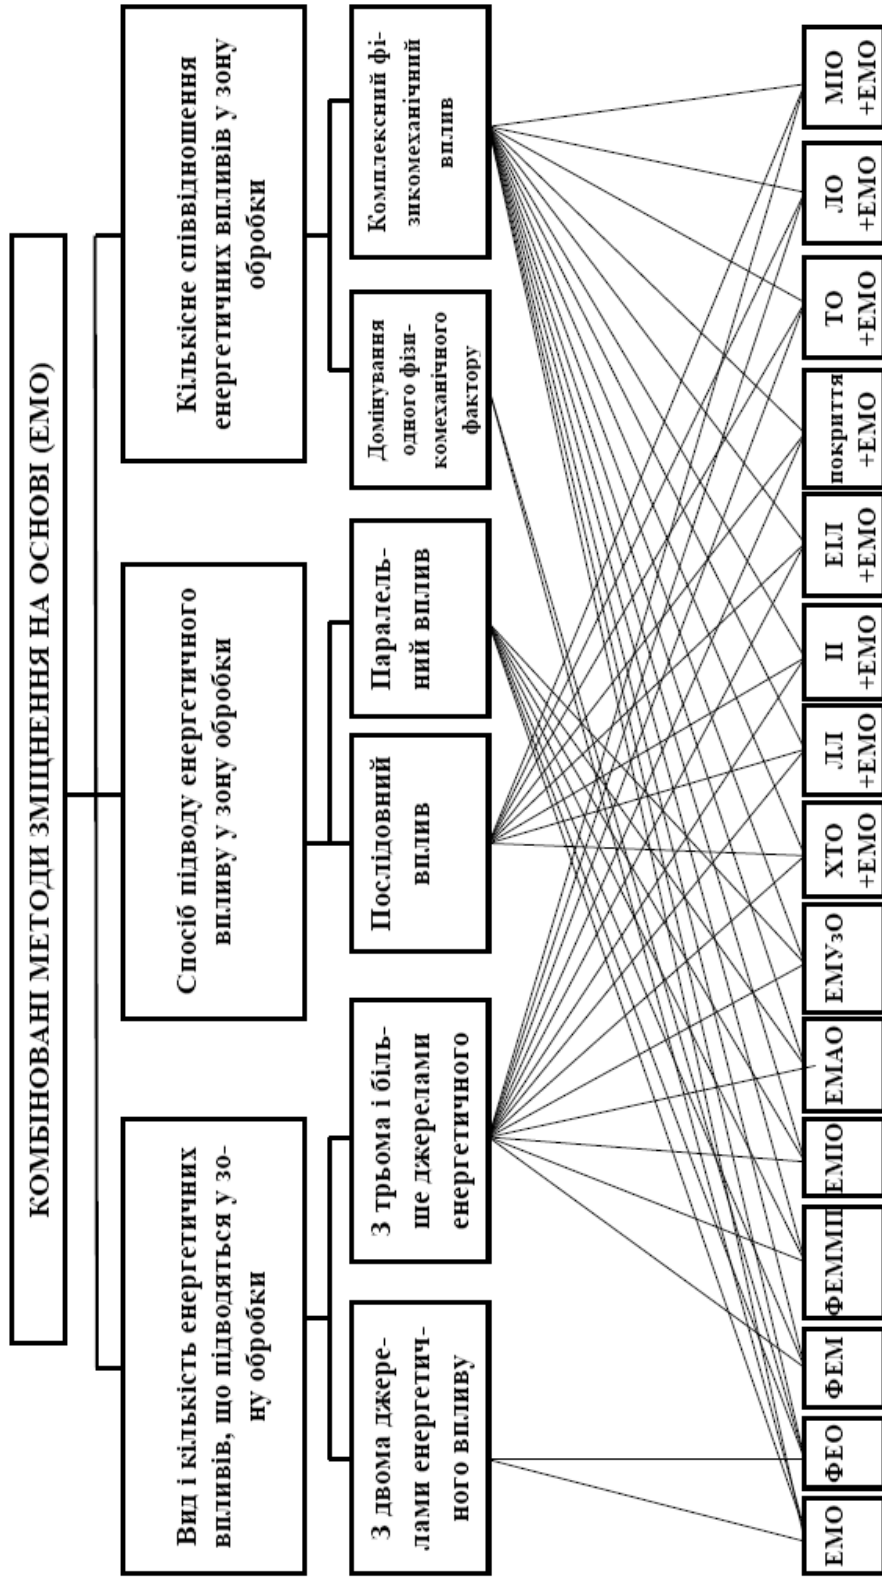 КОМБІНОВАНІ МЕТОДИ ЗМІЦНЕННЯ НА ОСНОВІ (ЕМО)
Вид і кількість енергетичних
впливів, що підводяться у зо-
ну обробки
Спосіб підводу енергетичного
впливу у зону обробки
Кількісне співвідношення
енергетичних впливів у зону
обробки
З двома джере-
лами енергетич-
ного впливу
З трьома і біль-
ше джерелами
енергетичного
Послідовний
вплив
Паралель-
ний вплив
Домінування
одного фізи-
комеханічного
фактору
Комплексний фі-
зикомеханічний
вплив
ЕМО
ФЕО
ФЕМ
ФЕММП
ЕМІО
ЕМАО
ЕМУзО
ХТО
+ЕМО
ЛЛ
+ЕМО
ІІ
+ЕМО
ЕІЛ
+ЕМО
покриття
+ЕМО
ТО
+ЕМО
ЛО
+ЕМО
МІО
+ЕМО